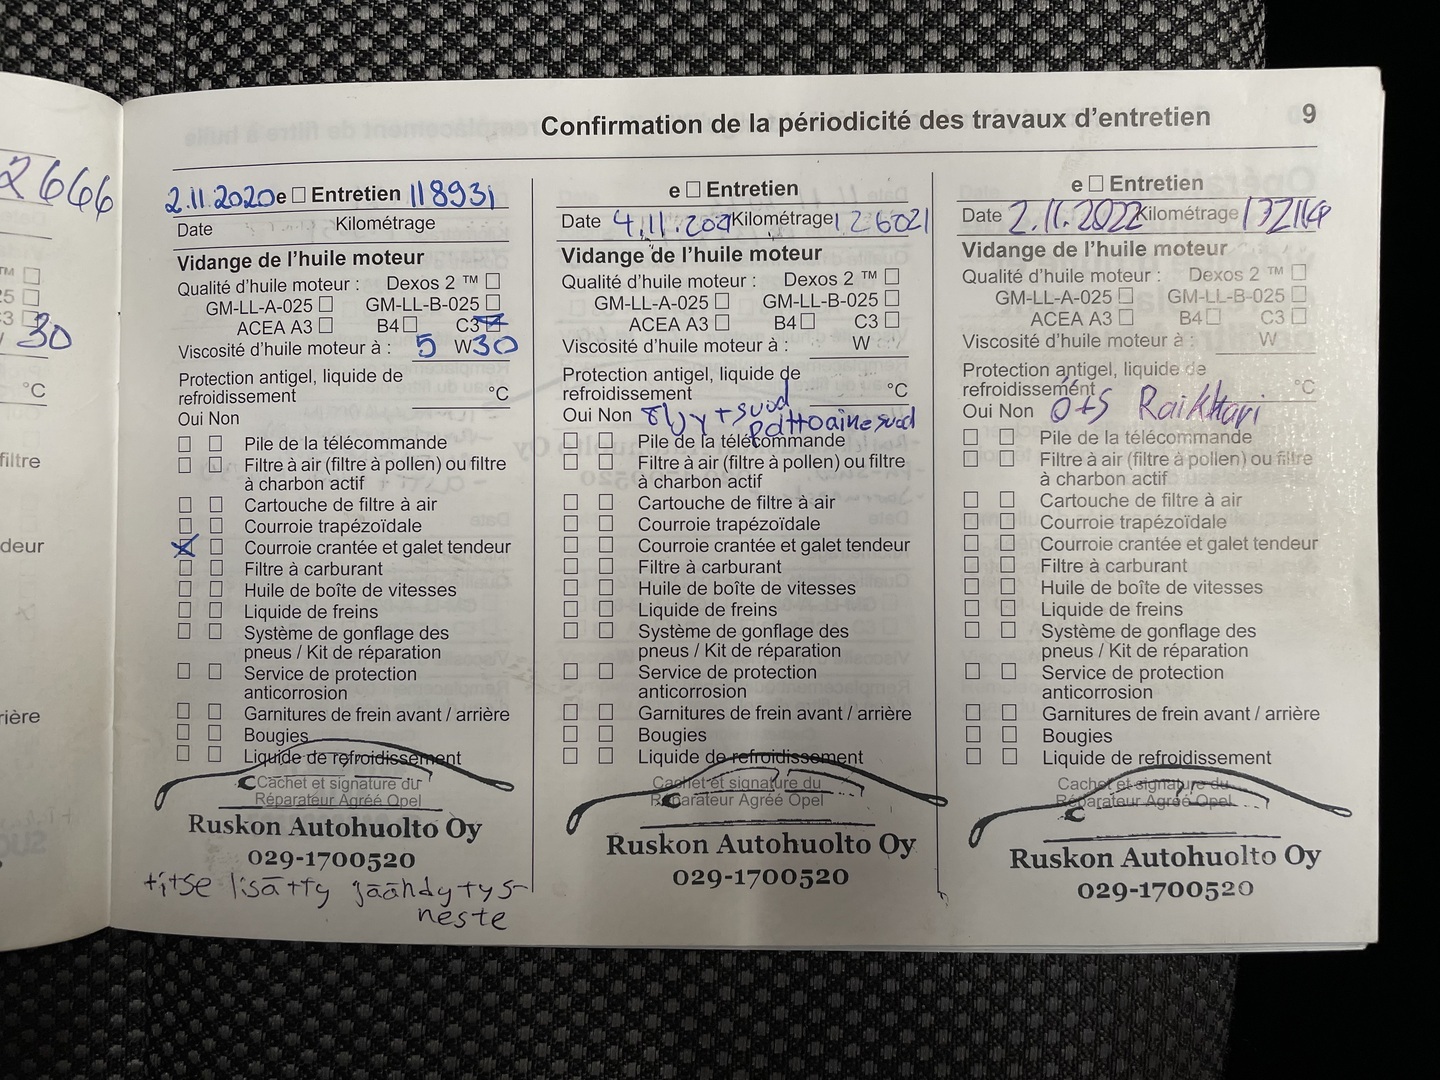 2666
TM
30
°C
filtre
deur
rière
Confirmation de la périodicité des travaux d'entretien 9
2.11.2020 e Entretien 118931
Date Kilométrage
Vidange de l'huile moteur
Qualité d'huile moteur : Dexos 2 ™
GM-LL-A-025 GM-LL-B-025
ACEA A3 B4 C3
Viscosité d'huile moteur à : 5 W 30
Protection antigel, liquide de
refroidissement °C
Oui Non
Pile de la télécommande
Filtre à air (filtre à pollen) ou filtre
à charbon actif
Cartouche de filtre à air
Courroie trapézoïdale
Courroie crantée et galet tendeur
Filtre à carburant
Huile de boîte de vitesses
Liquide de freins
Système de gonflage des
pneus / Kit de réparation
Service de protection
anticorrosion
Garnitures de frein avant / arrière
Bougies
Liquide de refroidissement
Cachet et signature du
Réparateur Agréé Opel
Ruskon Autohuolto Oy
029-1700520
itse lisätty jäähdytys-
neste
e Entretien
Date 4.11.2021 Kilométrage 126021
Vidange de l'huile moteur
Qualité d'huile moteur : Dexos 2 ™
GM-LL-A-025 GM-LL-B-025
ACEA A3 B4 C3
Viscosité d'huile moteur à : W
Protection antigel, liquide de
refroidissement °C
Oui Non öljy + suod
Pile de la télécommande
Filtre à air (filtre à pollen) ou filtre
à charbon actif
Cartouche de filtre à air
Courroie trapézoïdale
Courroie crantée et galet tendeur
Filtre à carburant
Huile de boîte de vitesses
Liquide de freins
Système de gonflage des
pneus / Kit de réparation
Service de protection
anticorrosion
Garnitures de frein avant / arrière
Bougies
Liquide de refroidissement
Cachet et signature du
Réparateur Agréé Opel
Ruskon Autohuolto Oy
029-1700520
e Entretien
Date 2.11.2022 Kilométrage
Vidange de l'huile moteur
Qualité d'huile moteur : Dexos 2 ™
GM-LL-A-025 GM-LL-B-025
ACEA A3 B4 C3
Viscosité d'huile moteur à : W
Protection antigel, liquide de
refroidissement °C
Oui Non ö+s
Pile de la télécommande
Filtre à air (filtre à pollen) ou filtre
à charbon actif
Cartouche de filtre à air
Courroie trapézoïdale
Courroie crantée et galet tendeur
Filtre à carburant
Huile de boîte de vitesses
Liquide de freins
Système de gonflage des
pneus / Kit de réparation
Service de protection
anticorrosion
Garnitures de frein avant / arrière
Bougies
Liquide de refroidissement
Cachet et signature du
Réparateur Agréé Opel
Ruskon Autohuolto Oy
029-1700520